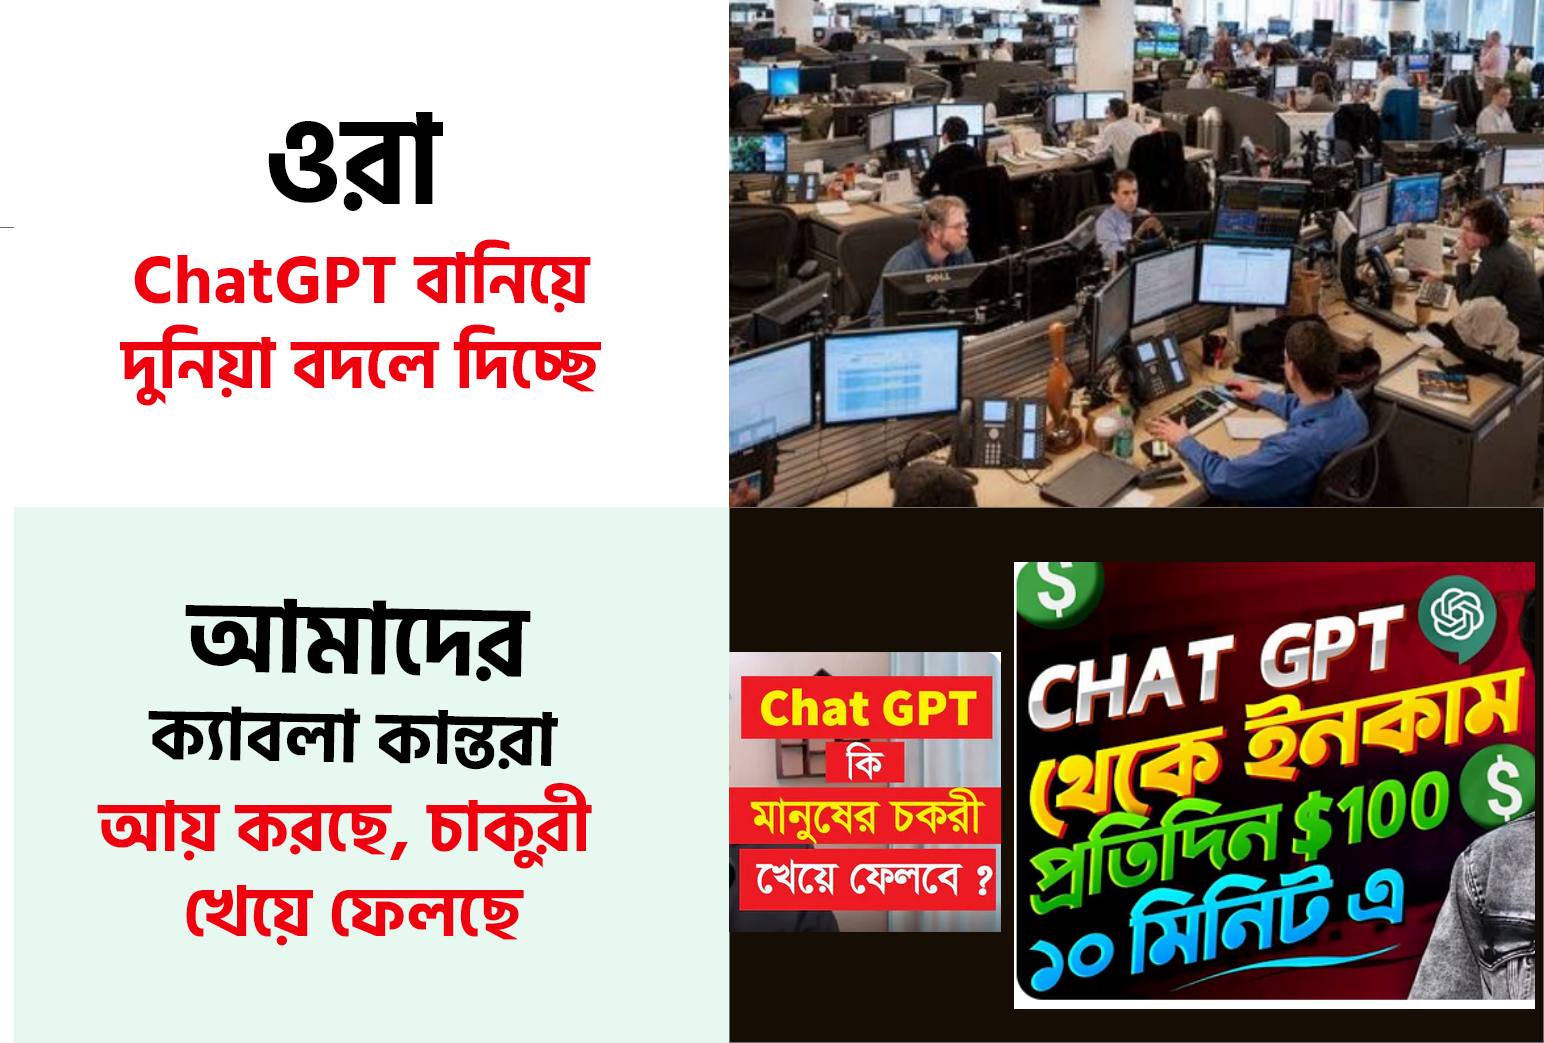 ওরা
ChatGPT বানিয়ে
দুনিয়া বদলে দিচ্ছে
DELL
আমাদের
ক্যাবলা কান্তরা
আয় করছে, চাকুরী
খেয়ে ফেলছে
Chat GPT
কি
মানুষের চকরী
খেয়ে ফেলবে ?
$
CHAT GPT
থেকে ইনকাম
প্রতিদিন $100
$
১০ মিনিট এ